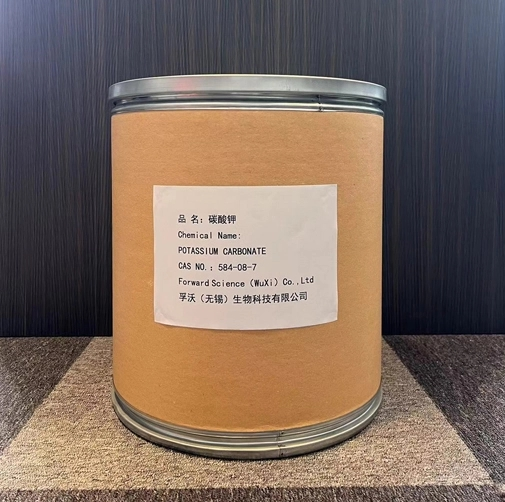 品 名：碳酸钾
Chemical Name:
POTASSIUM CARBONATE
CAS NO.：584-08-7
Forward Science（WuXi）Co.,Ltd
孚沃（无锡）生物科技有限公司